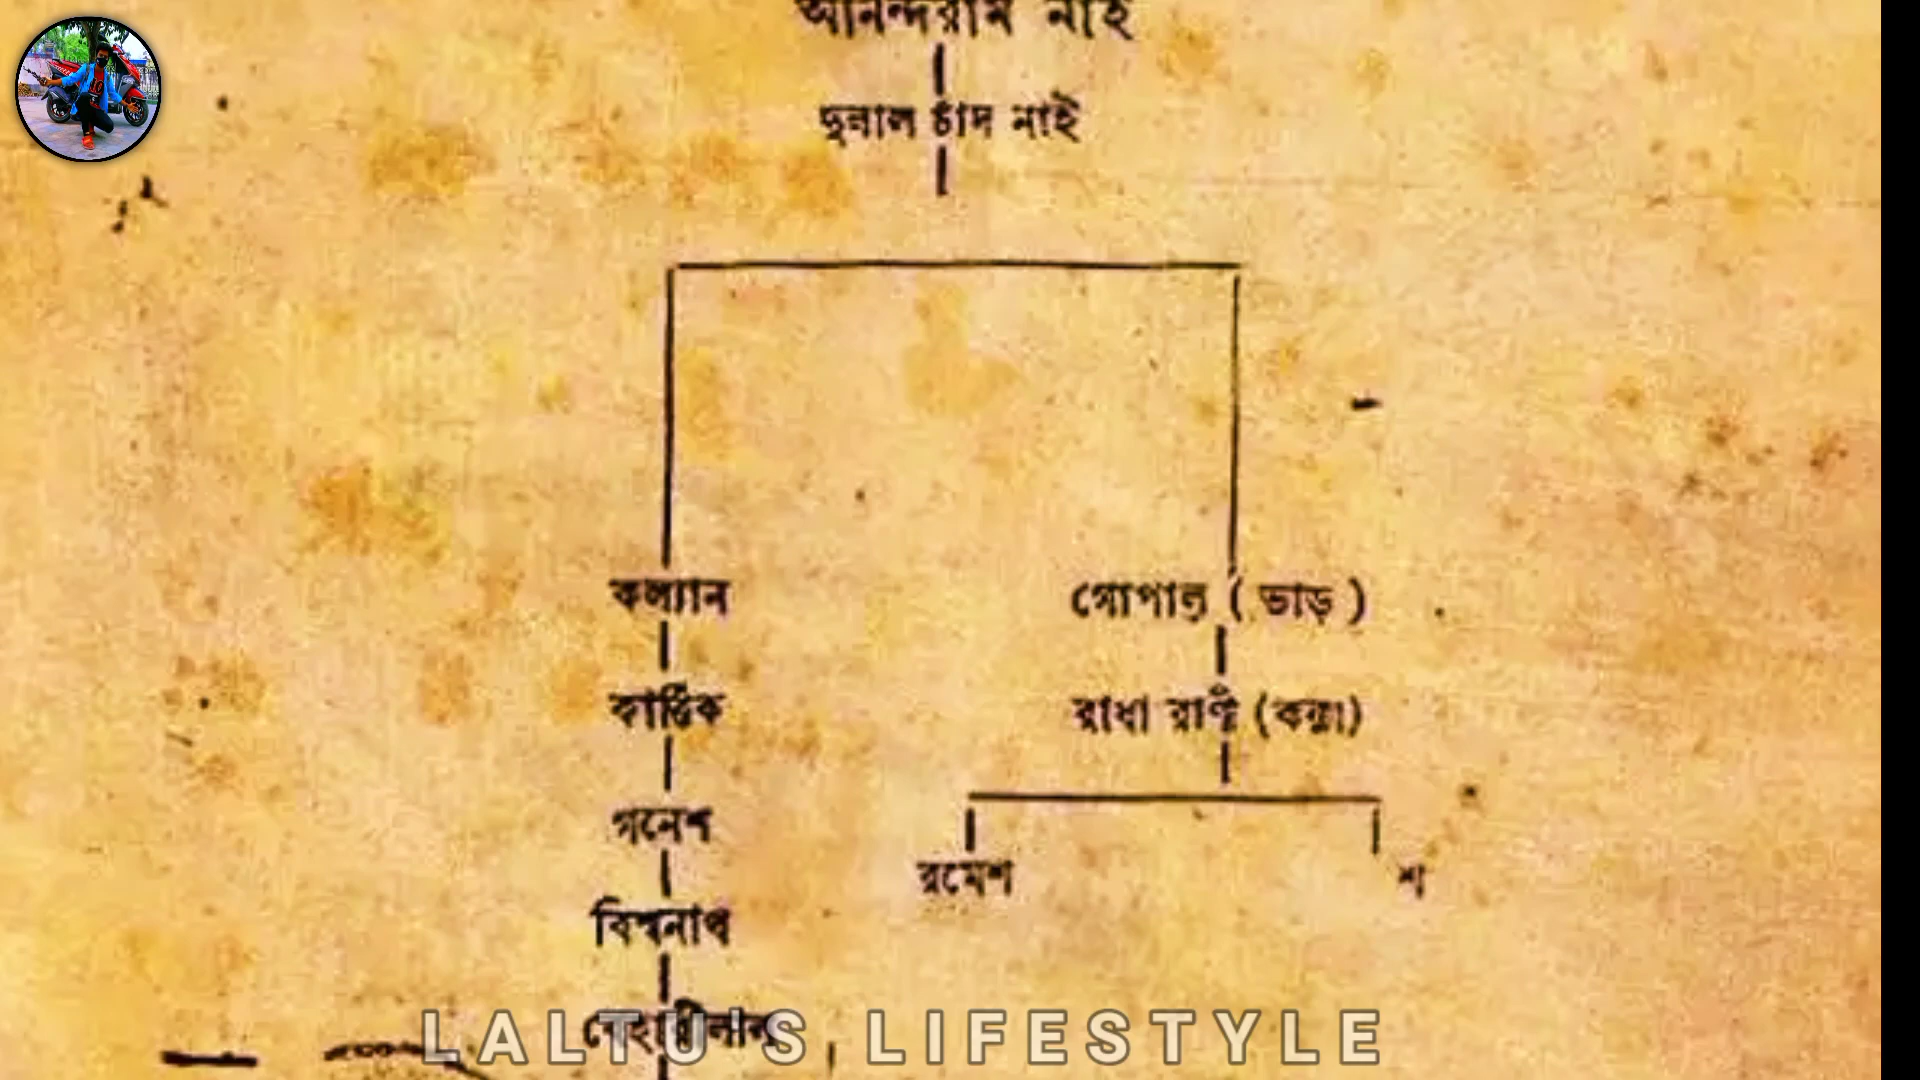 আনন্দরাম নাই
দুলাল চাঁদ নাই
কল্যান গোপাল ( ভাড় )
কার্ত্তিক রাধা রাণী (কন্যা)
গনেশ
রমেশ শ
বিশ্বনাথ
বেহারীলাল
LALTU'S LIFESTYLE